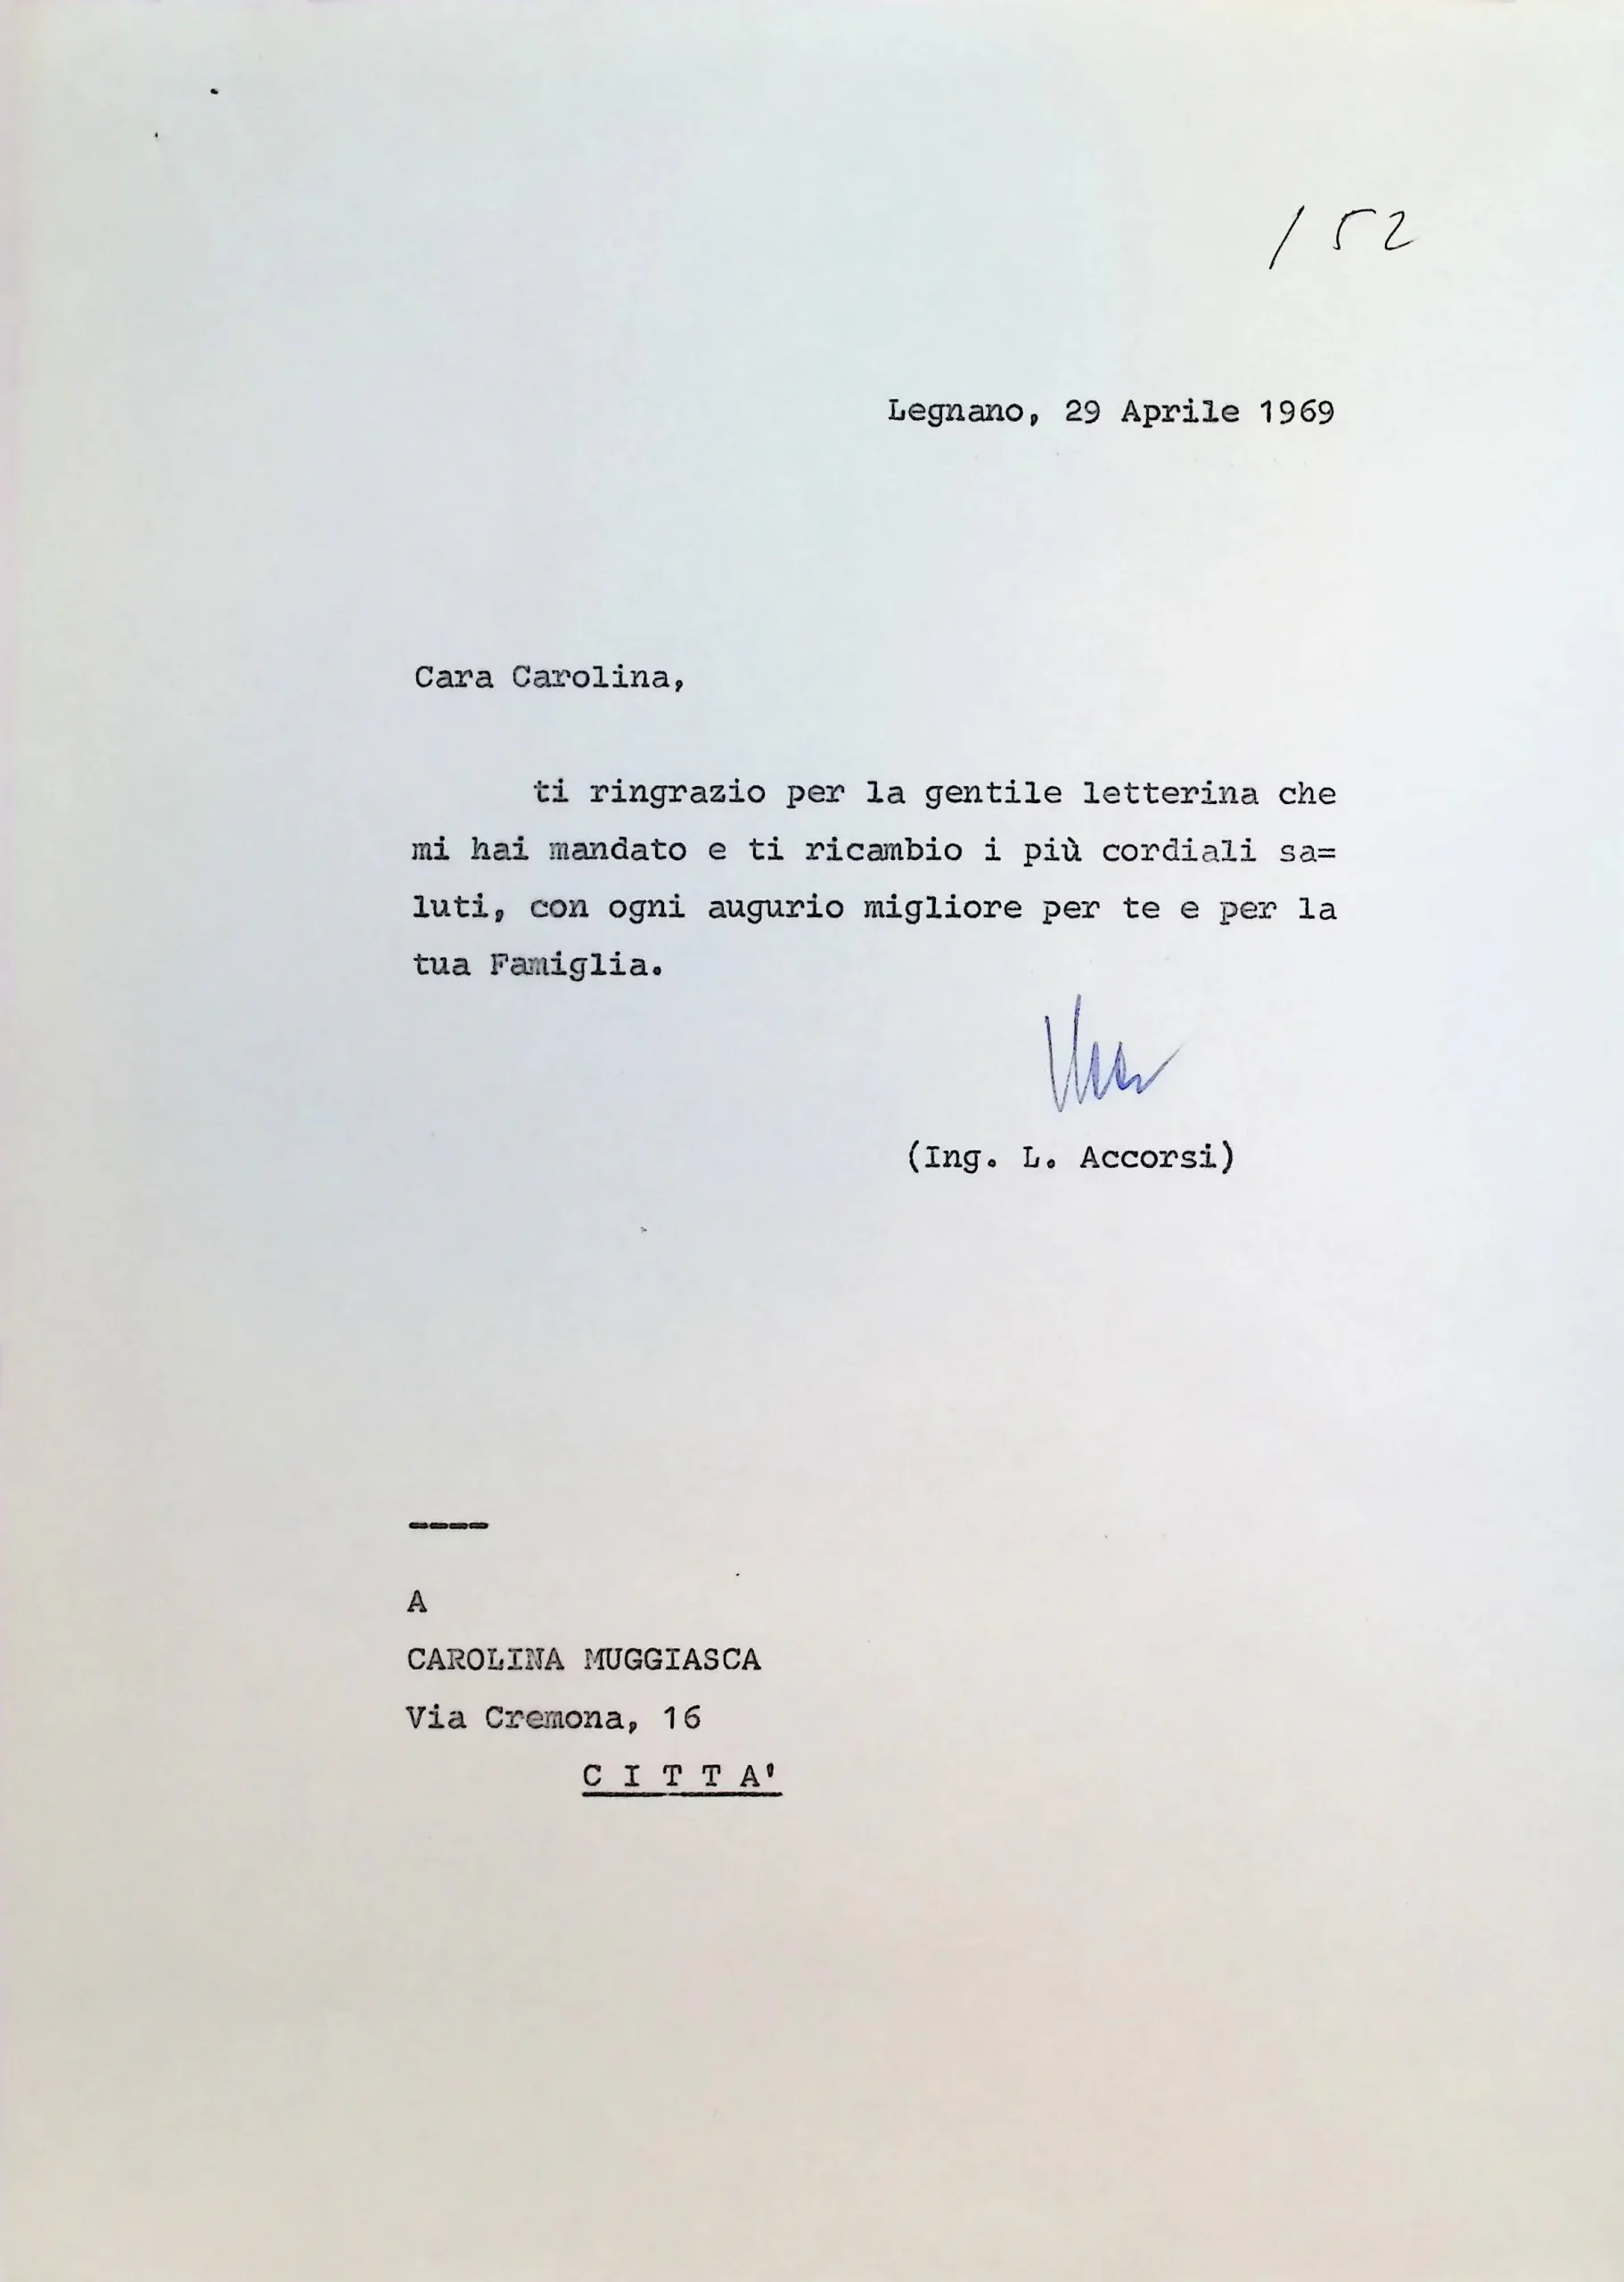 152
Legnano, 29 Aprile 1969
Cara Carolina,
ti ringrazio per la gentile letterina che
mi hai mandato e ti ricambio i più cordiali sa=
luti, con ogni augurio migliore per te e per la
tua Famiglia.
(Ing. L. Accorsi)
----
A
CAROLINA MUGGIASCA
Via Cremona, 16
C I T T A'